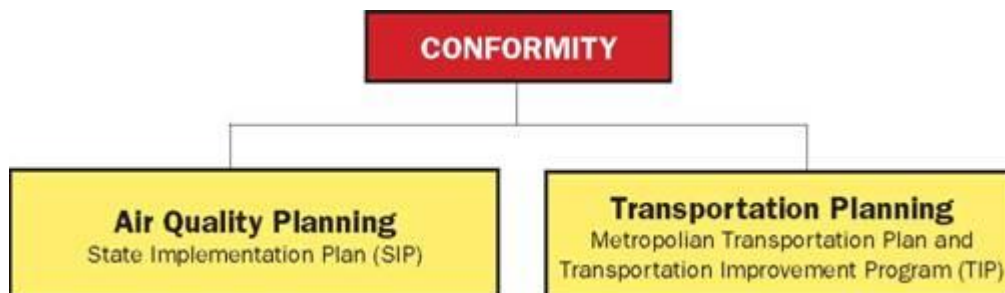 CONFORMITY
Air Quality Planning
State Implementation Plan (SIP)
Transportation Planning
Metropolian Transportation Plan and
Transportation Improvement Program (TIP)